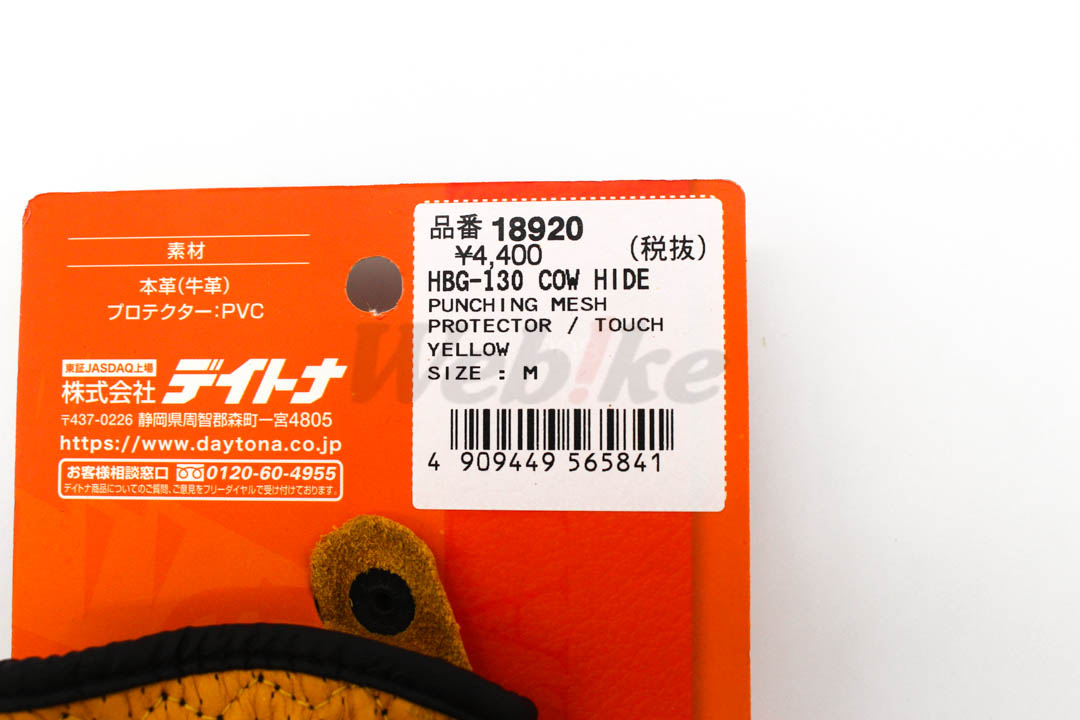 素材
本革(牛革)
プロテクター:PVC
東証JASDAQ上場
株式会社 デイトナ
〒437-0226 静岡県周智郡森町一宮4805
https://www.daytona.co.jp
お客様相談窓口 0120-60-4955
デイトナ商品についてのご質問、ご意見をフリーダイヤルで受け付けております。
品番 18920
¥4,400 (税抜)
HBG-130 COW HIDE
PUNCHING MESH
PROTECTOR / TOUCH
YELLOW
SIZE : M
4 909449 565841
Web!ke